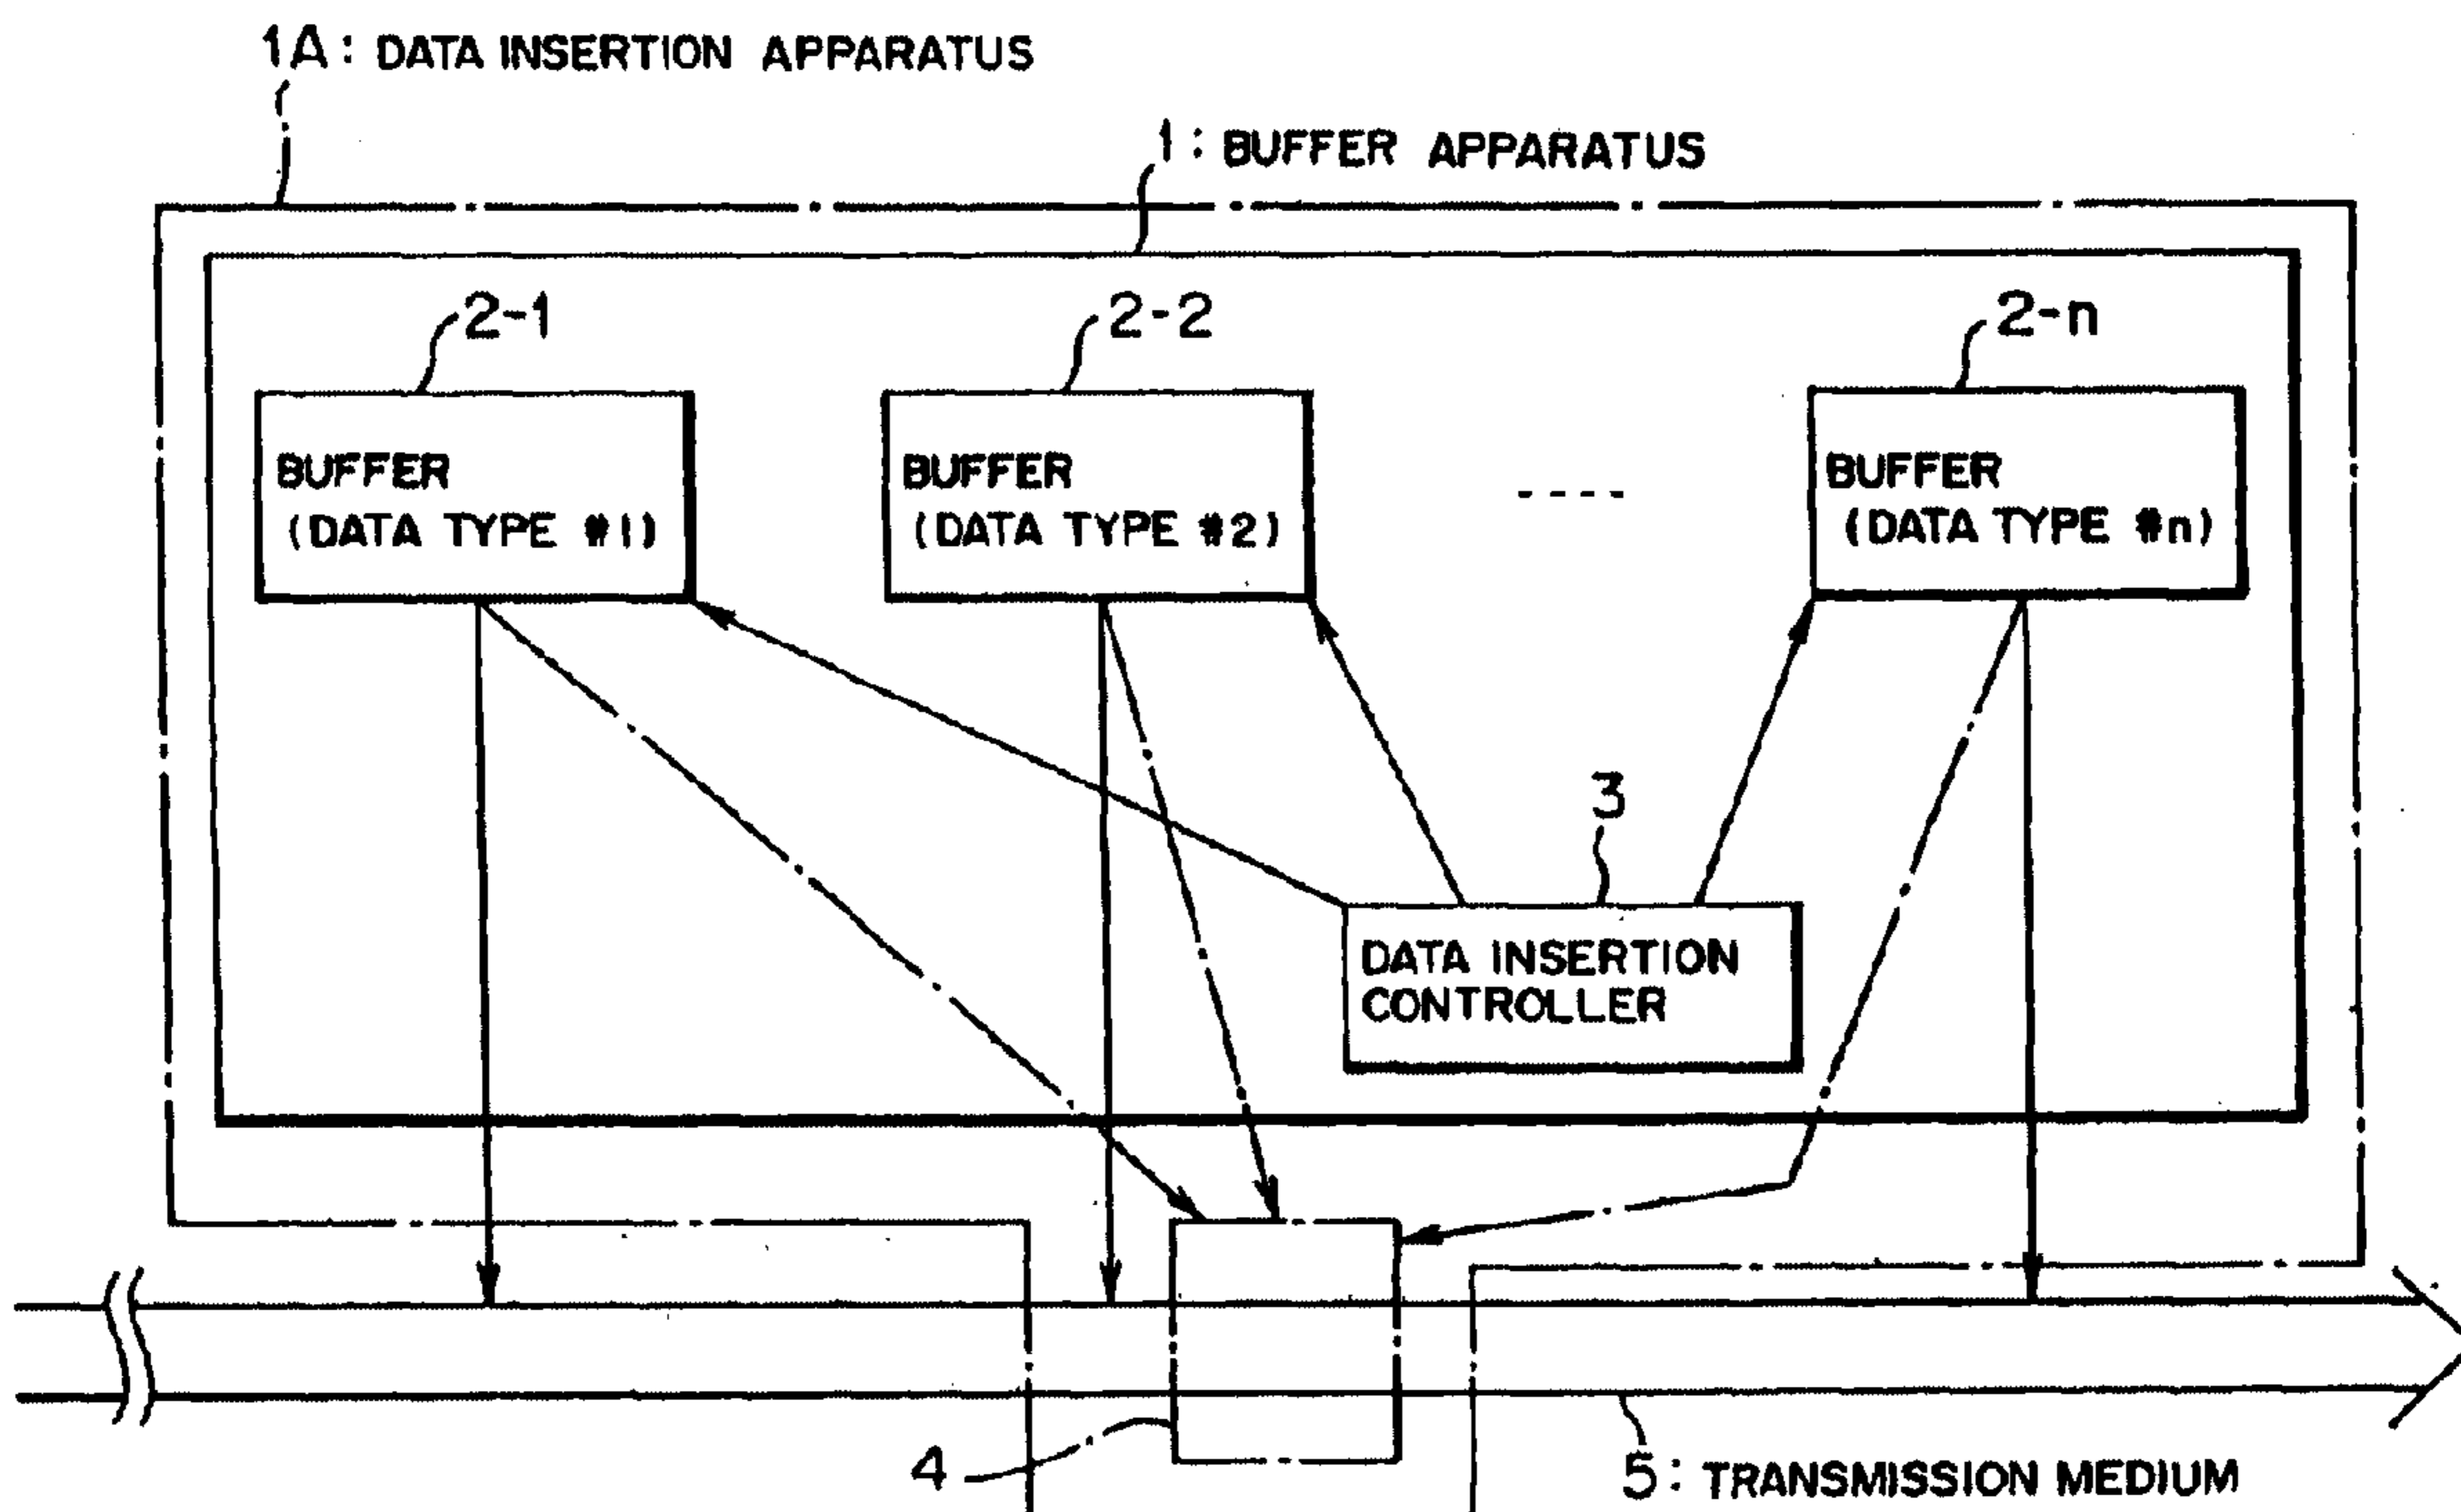 1A: DATA INSERTION APPARATUS
1: BUFFER APPARATUS
2-1
2-2
2-n
BUFFER
(DATA TYPE #1)
BUFFER
(DATA TYPE #2)
----
BUFFER
(DATA TYPE #n)
3
DATA INSERTION
CONTROLLER
4
5: TRANSMISSION MEDIUM